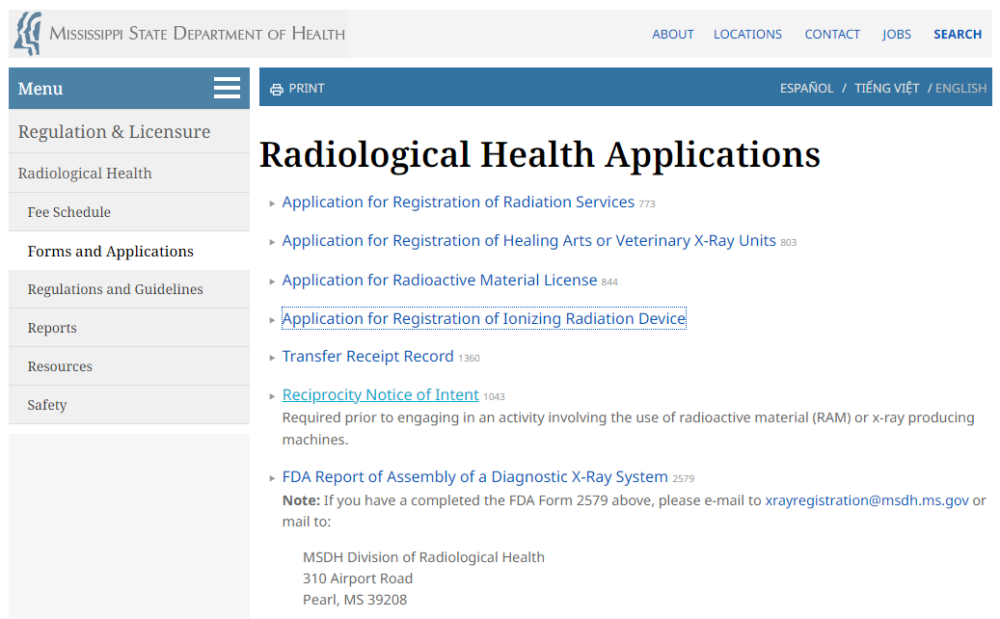 Mississippi State Department of Health
ABOUT LOCATIONS CONTACT JOBS SEARCH
Menu
Regulation & Licensure
Radiological Health
Fee Schedule
Forms and Applications
Regulations and Guidelines
Reports
Resources
Safety
PRINT
ESPAÑOL / TIẾNG VIỆT / ENGLISH
Radiological Health Applications
Application for Registration of Radiation Services 773
Application for Registration of Healing Arts or Veterinary X-Ray Units 803
Application for Radioactive Material License 844
Application for Registration of Ionizing Radiation Device
Transfer Receipt Record 1360
Reciprocity Notice of Intent 1043
Required prior to engaging in an activity involving the use of radioactive material (RAM) or x-ray producing
machines.
FDA Report of Assembly of a Diagnostic X-Ray System 2579
Note: If you have a completed the FDA Form 2579 above, please e-mail to xrayregistration@msdh.ms.gov or
mail to:
MSDH Division of Radiological Health
310 Airport Road
Pearl, MS 39208